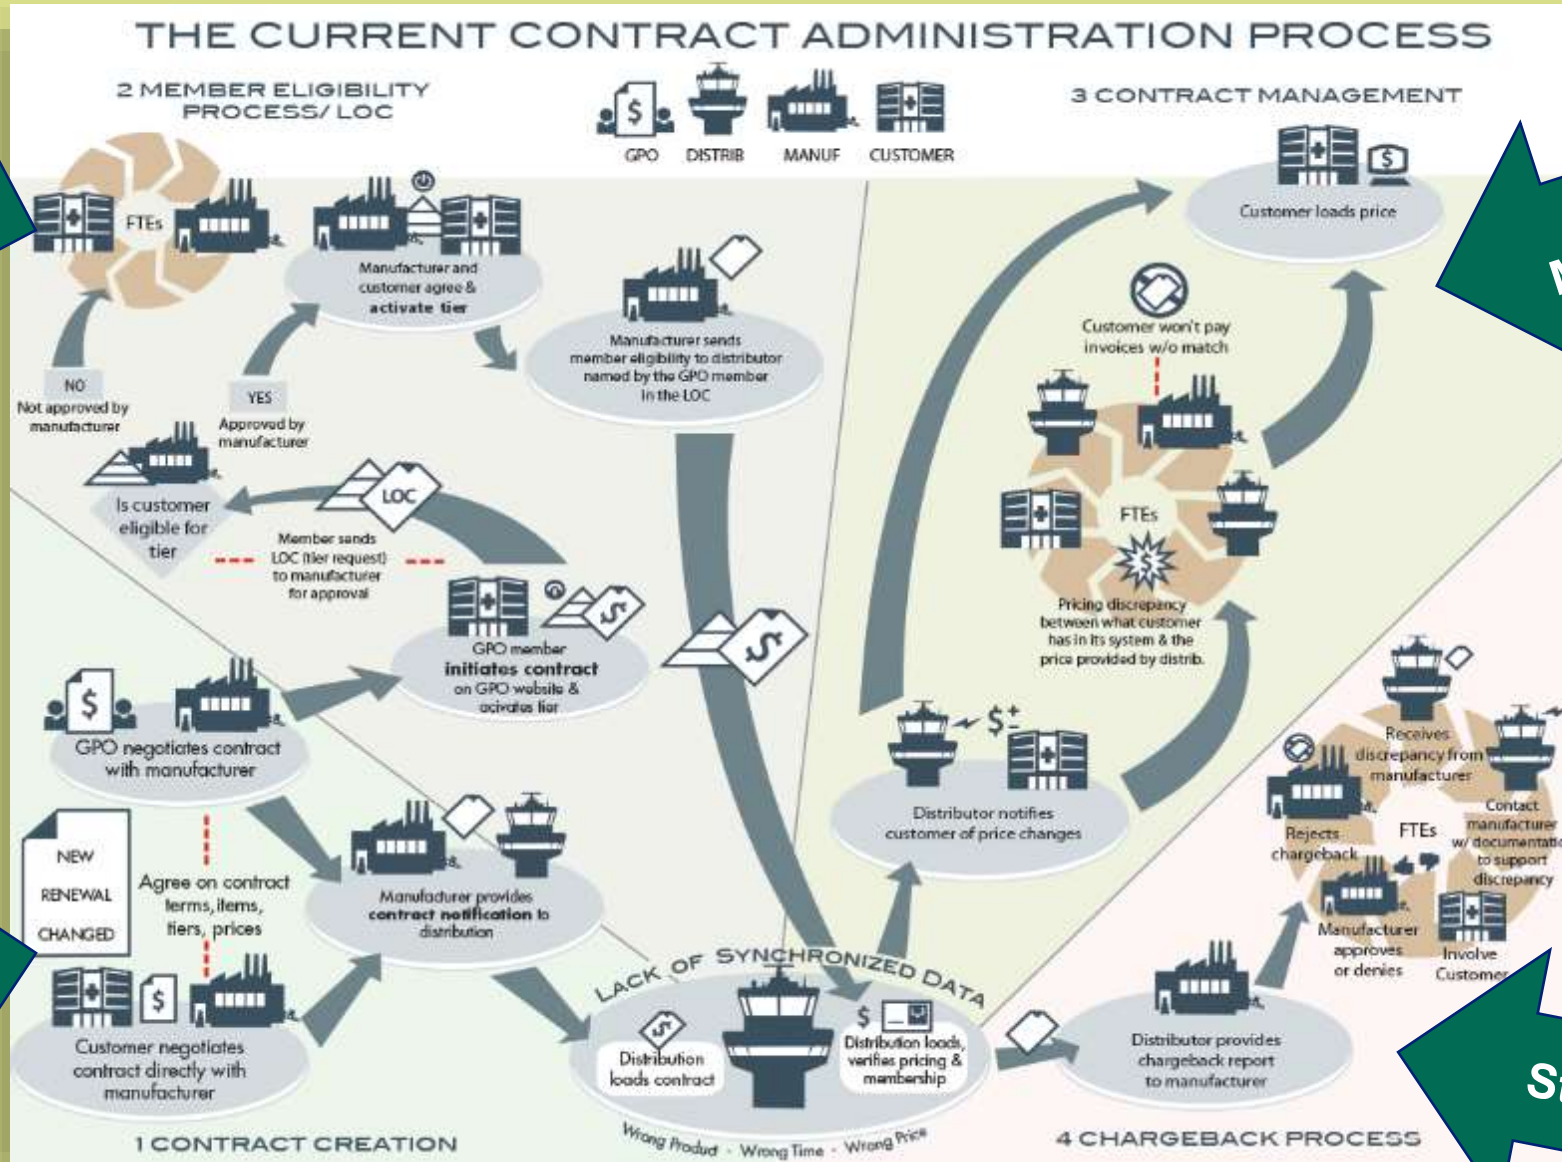 THE CURRENT CONTRACT ADMINISTRATION PROCESS
2 MEMBER ELIGIBILITY
PROCESS/ LOC
GPO
DISTRIB
MANUF
CUSTOMER
3 CONTRACT MANAGEMENT
FTEs
Manufacturer and
customer agree &
activate tier
Manufacturer sends
member eligibility to distributor
named by the GPO member
in the LOC
NO
Not approved by
manufacturer
YES
Approved by
manufacturer
Is customer
eligible for
tier
LOC
Member sends
LOC (tier request)
to manufacturer
for approval
$
GPO member
initiates contract
on GPO website &
acivates tier
$
GPO negotiates contract
with manufacturer
NEW
RENEWAL
CHANGED
Agree on contract
terms, items,
tiers, prices
Manufacturer provides
contract notification to
distribution
$
Customer negotiates
contract directly with
manufacturer
1 CONTRACT CREATION
$
LACK OF SYNCHRONIZED DATA
$
Distribution
loads contract
$
Distribution loads,
verifies pricing &
membership
Wrong Product - Wrong Time - Wrong Price
$
Customer loads price
Customer won't pay
invoices w/o match
FTEs
$
Pricing discrepancy
between what customer
has in its system & the
price provided by distrib.
$±
Distributor notifies
customer of price changes
Receives
discrepancy from
manufacturer
Rejects
chargeback
FTEs
Contact
manufacturer
w/ documentatio
to support
discrepancy
Manufacturer
approves
or denies
Involve
Customer
Distributor provides
chargeback report
to manufacturer
4 CHARGEBACK PROCESS